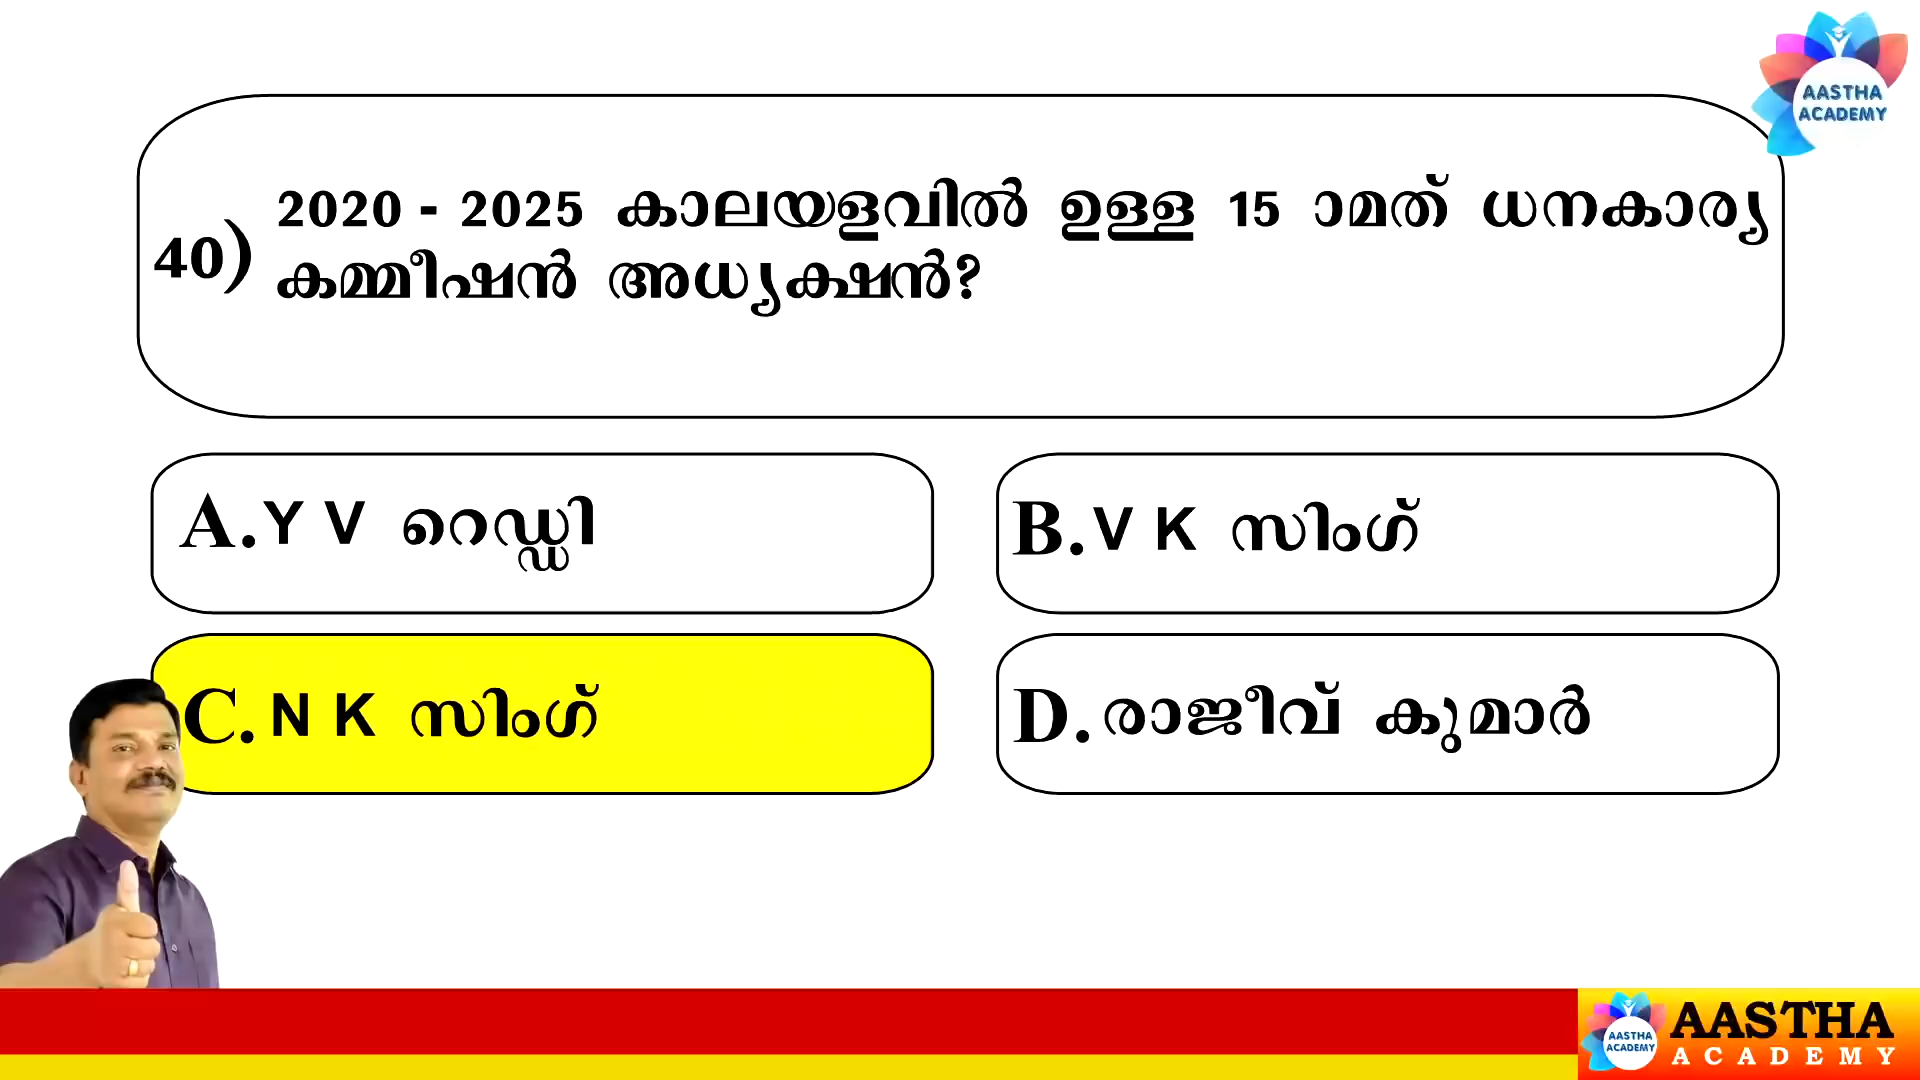 AASTHA
ACADEMY
40) 2020 - 2025 കാലയളവിൽ ഉള്ള 15 ാമത് ധനകാര്യ
കമ്മീഷൻ അധ്യക്ഷൻ?
A. Y V റെഡ്ഡി
B. V K സിംഗ്
C. N K സിംഗ്
D. രാജീവ് കുമാർ
AASTHA
ACADEMY
AASTHA
ACADEMY